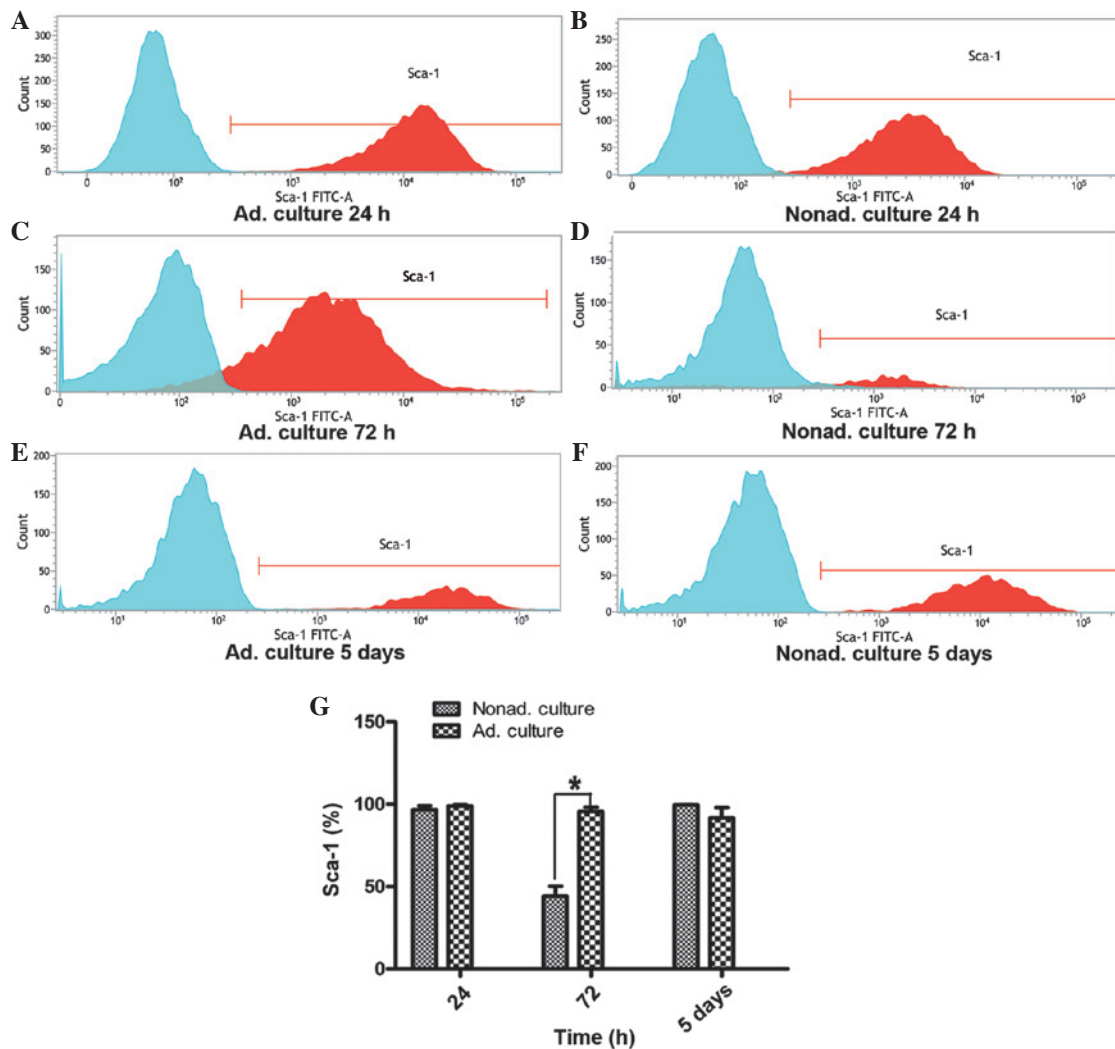 A
300
250
200
150
100
50
0
Count
Sca-1
0 10² 10³ 10⁴ 10⁵
Sca-1 FITC-A
Ad. culture 24 h
B
250
200
150
100
50
0
Count
Sca-1
0 10² 10³ 10⁴ 10⁵
Sca-1 FITC-A
Nonad. culture 24 h
C
150
100
50
0
Count
Sca-1
0 10² 10³ 10⁴ 10⁵
Sca-1 FITC-A
Ad. culture 72 h
D
150
100
50
0
Count
Sca-1
10¹ 10² 10³ 10⁴ 10⁵
Sca-1 FITC-A
Nonad. culture 72 h
E
200
150
100
50
0
Count
Sca-1
10¹ 10² 10³ 10⁴ 10⁵
Sca-1 FITC-A
Ad. culture 5 days
F
200
150
100
50
0
Count
Sca-1
10¹ 10² 10³ 10⁴ 10⁵
Sca-1 FITC-A
Nonad. culture 5 days
G
Nonad. culture
Ad. culture
150
100
50
0
Sca-1 (%)
*
24 72 5 days
Time (h)